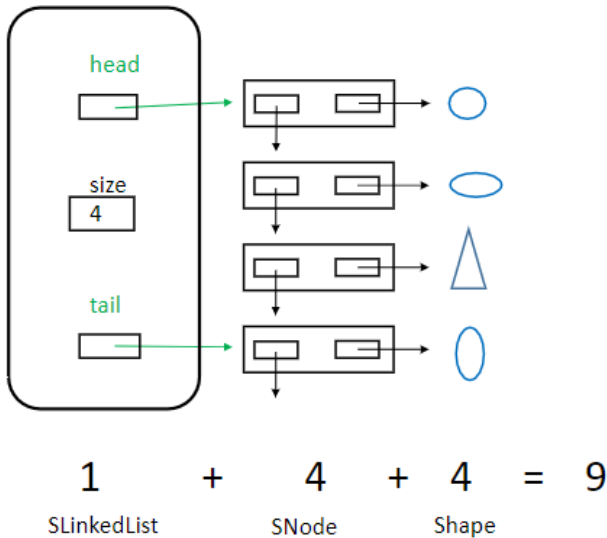 head
size
4
tail
1 + 4 + 4 = 9
SLinkedList SNode Shape